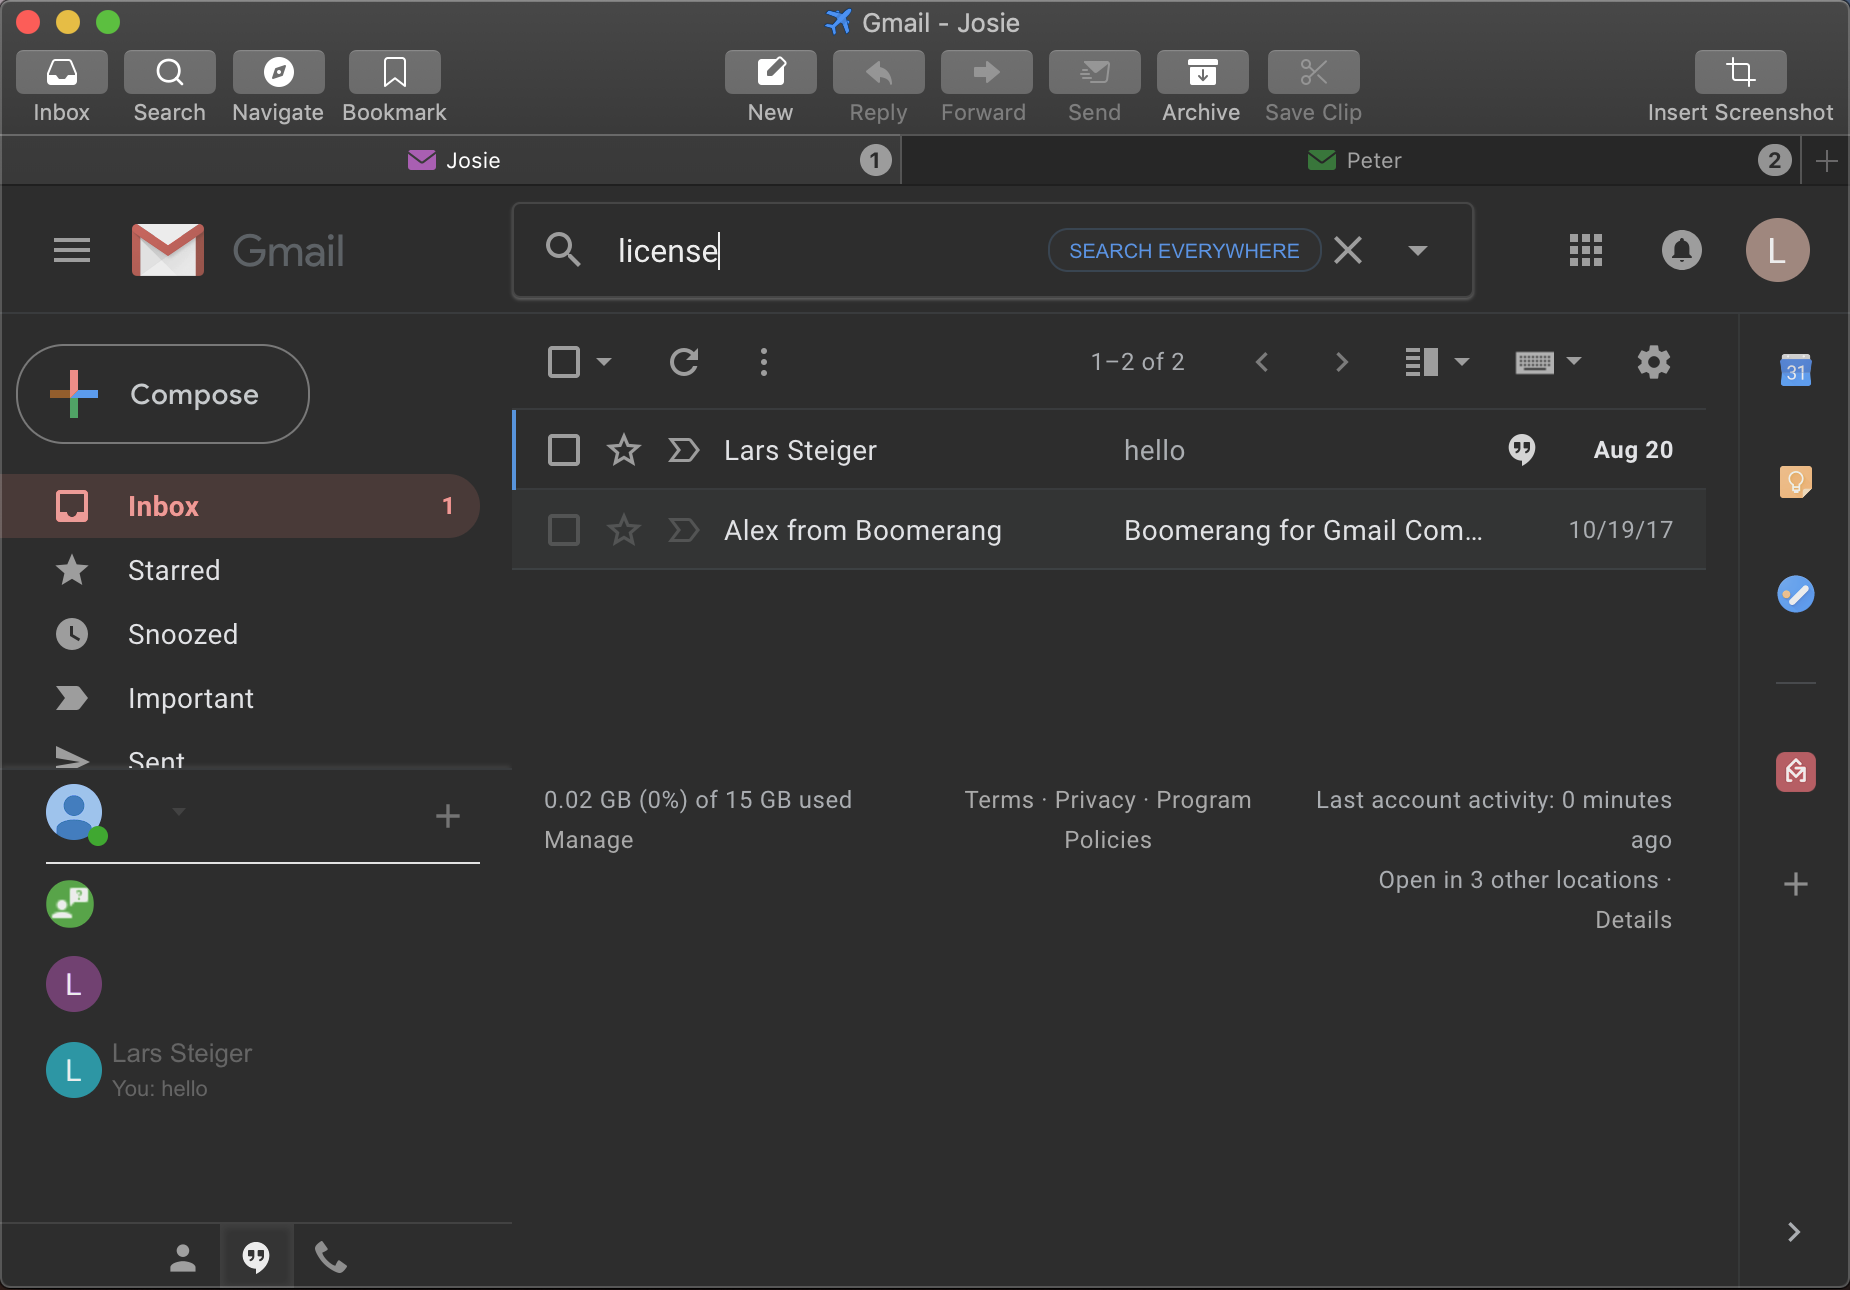 Gmail - Josie
Inbox
Search
Navigate
Bookmark
New
Reply
Forward
Send
Archive
Save Clip
Insert Screenshot
Josie
1
Peter
2
Gmail
license
SEARCH EVERYWHERE
L
Compose
1–2 of 2
31
Lars Steiger hello Aug 20
Alex from Boomerang Boomerang for Gmail Com... 10/19/17
Inbox 1
Starred
Snoozed
Important
Sent
0.02 GB (0%) of 15 GB used
Manage
Terms · Privacy · Program
Policies
Last account activity: 0 minutes
ago
Open in 3 other locations ·
Details
?
L
L
Lars Steiger
You: hello